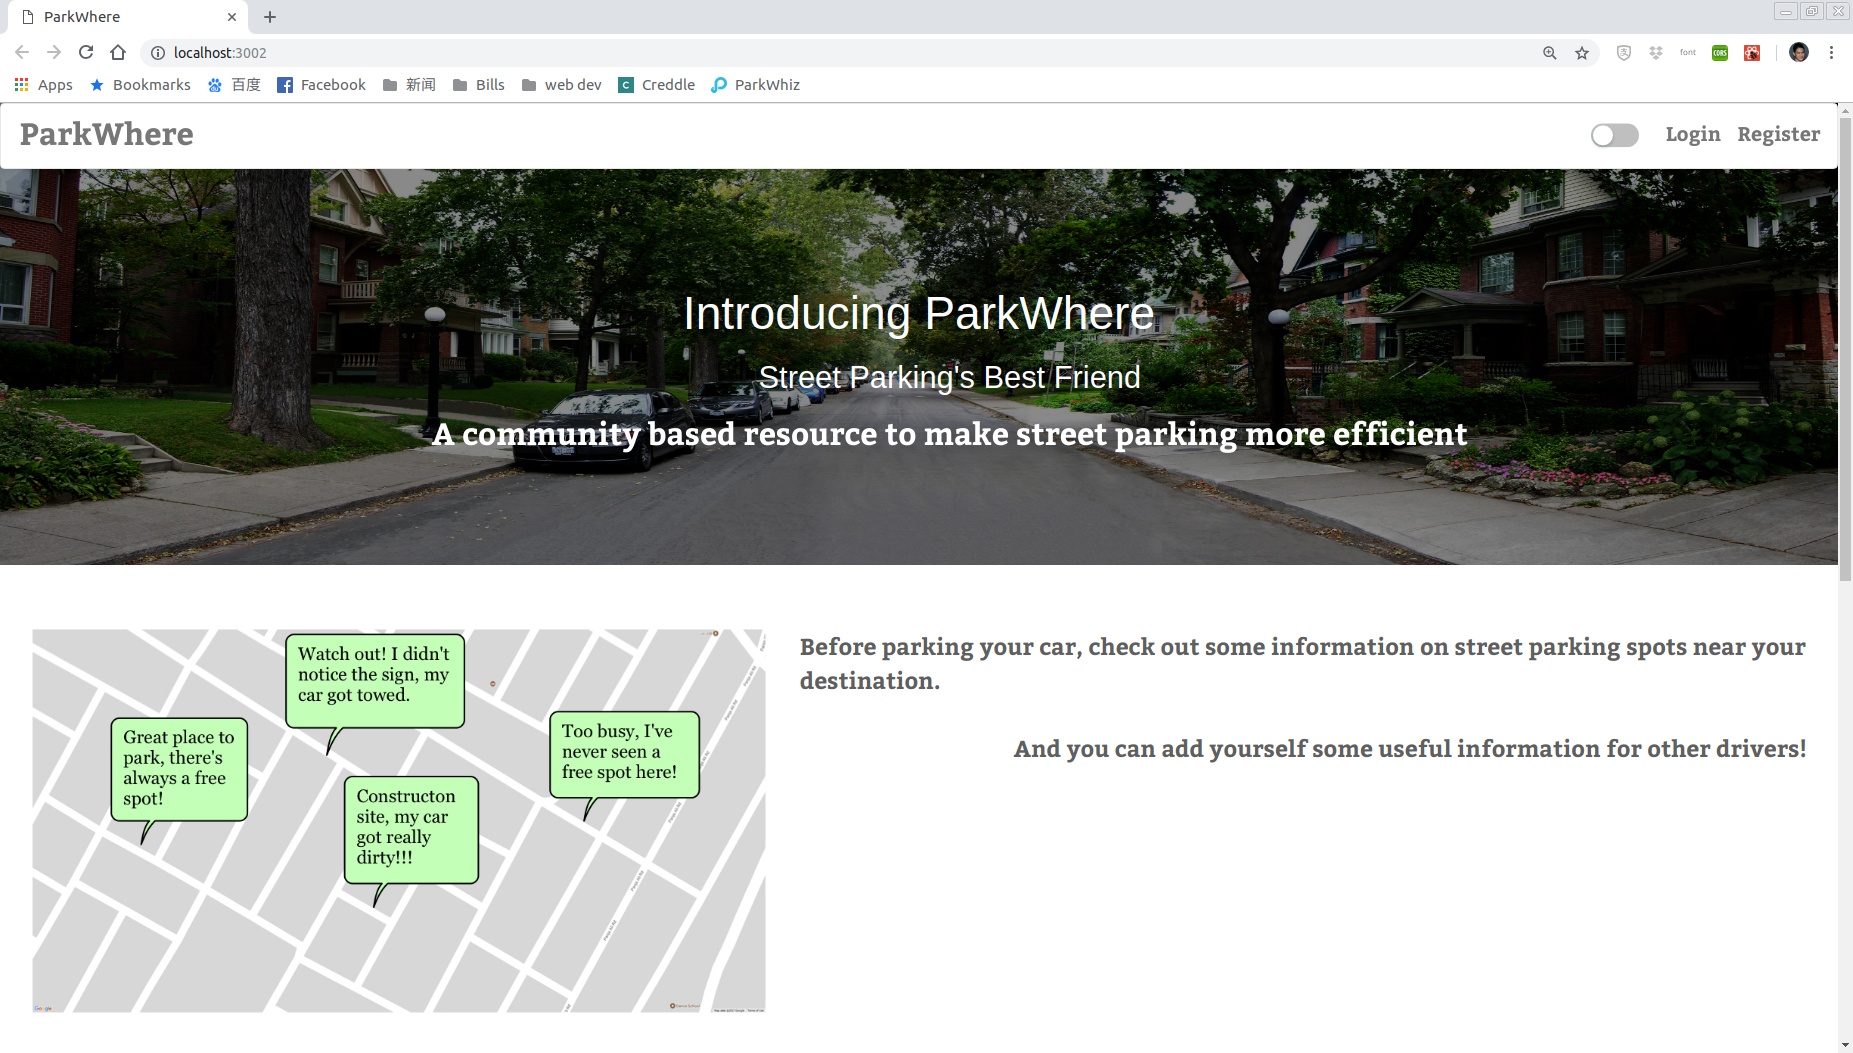 ParkWhere
localhost:3002
font
CORS
Apps
Bookmarks
百度
Facebook
新闻
Bills
web dev
Creddle
ParkWhiz
ParkWhere
Login
Register
Introducing ParkWhere
Street Parking's Best Friend
A community based resource to make street parking more efficient
Watch out! I didn't
notice the sign, my
car got towed.
Great place to
park, there's
always a free
spot!
Too busy, I've
never seen a
free spot here!
Constructon
site, my car
got really
dirty!!!
Google
Before parking your car, check out some information on street parking spots near your
destination.
And you can add yourself some useful information for other drivers!